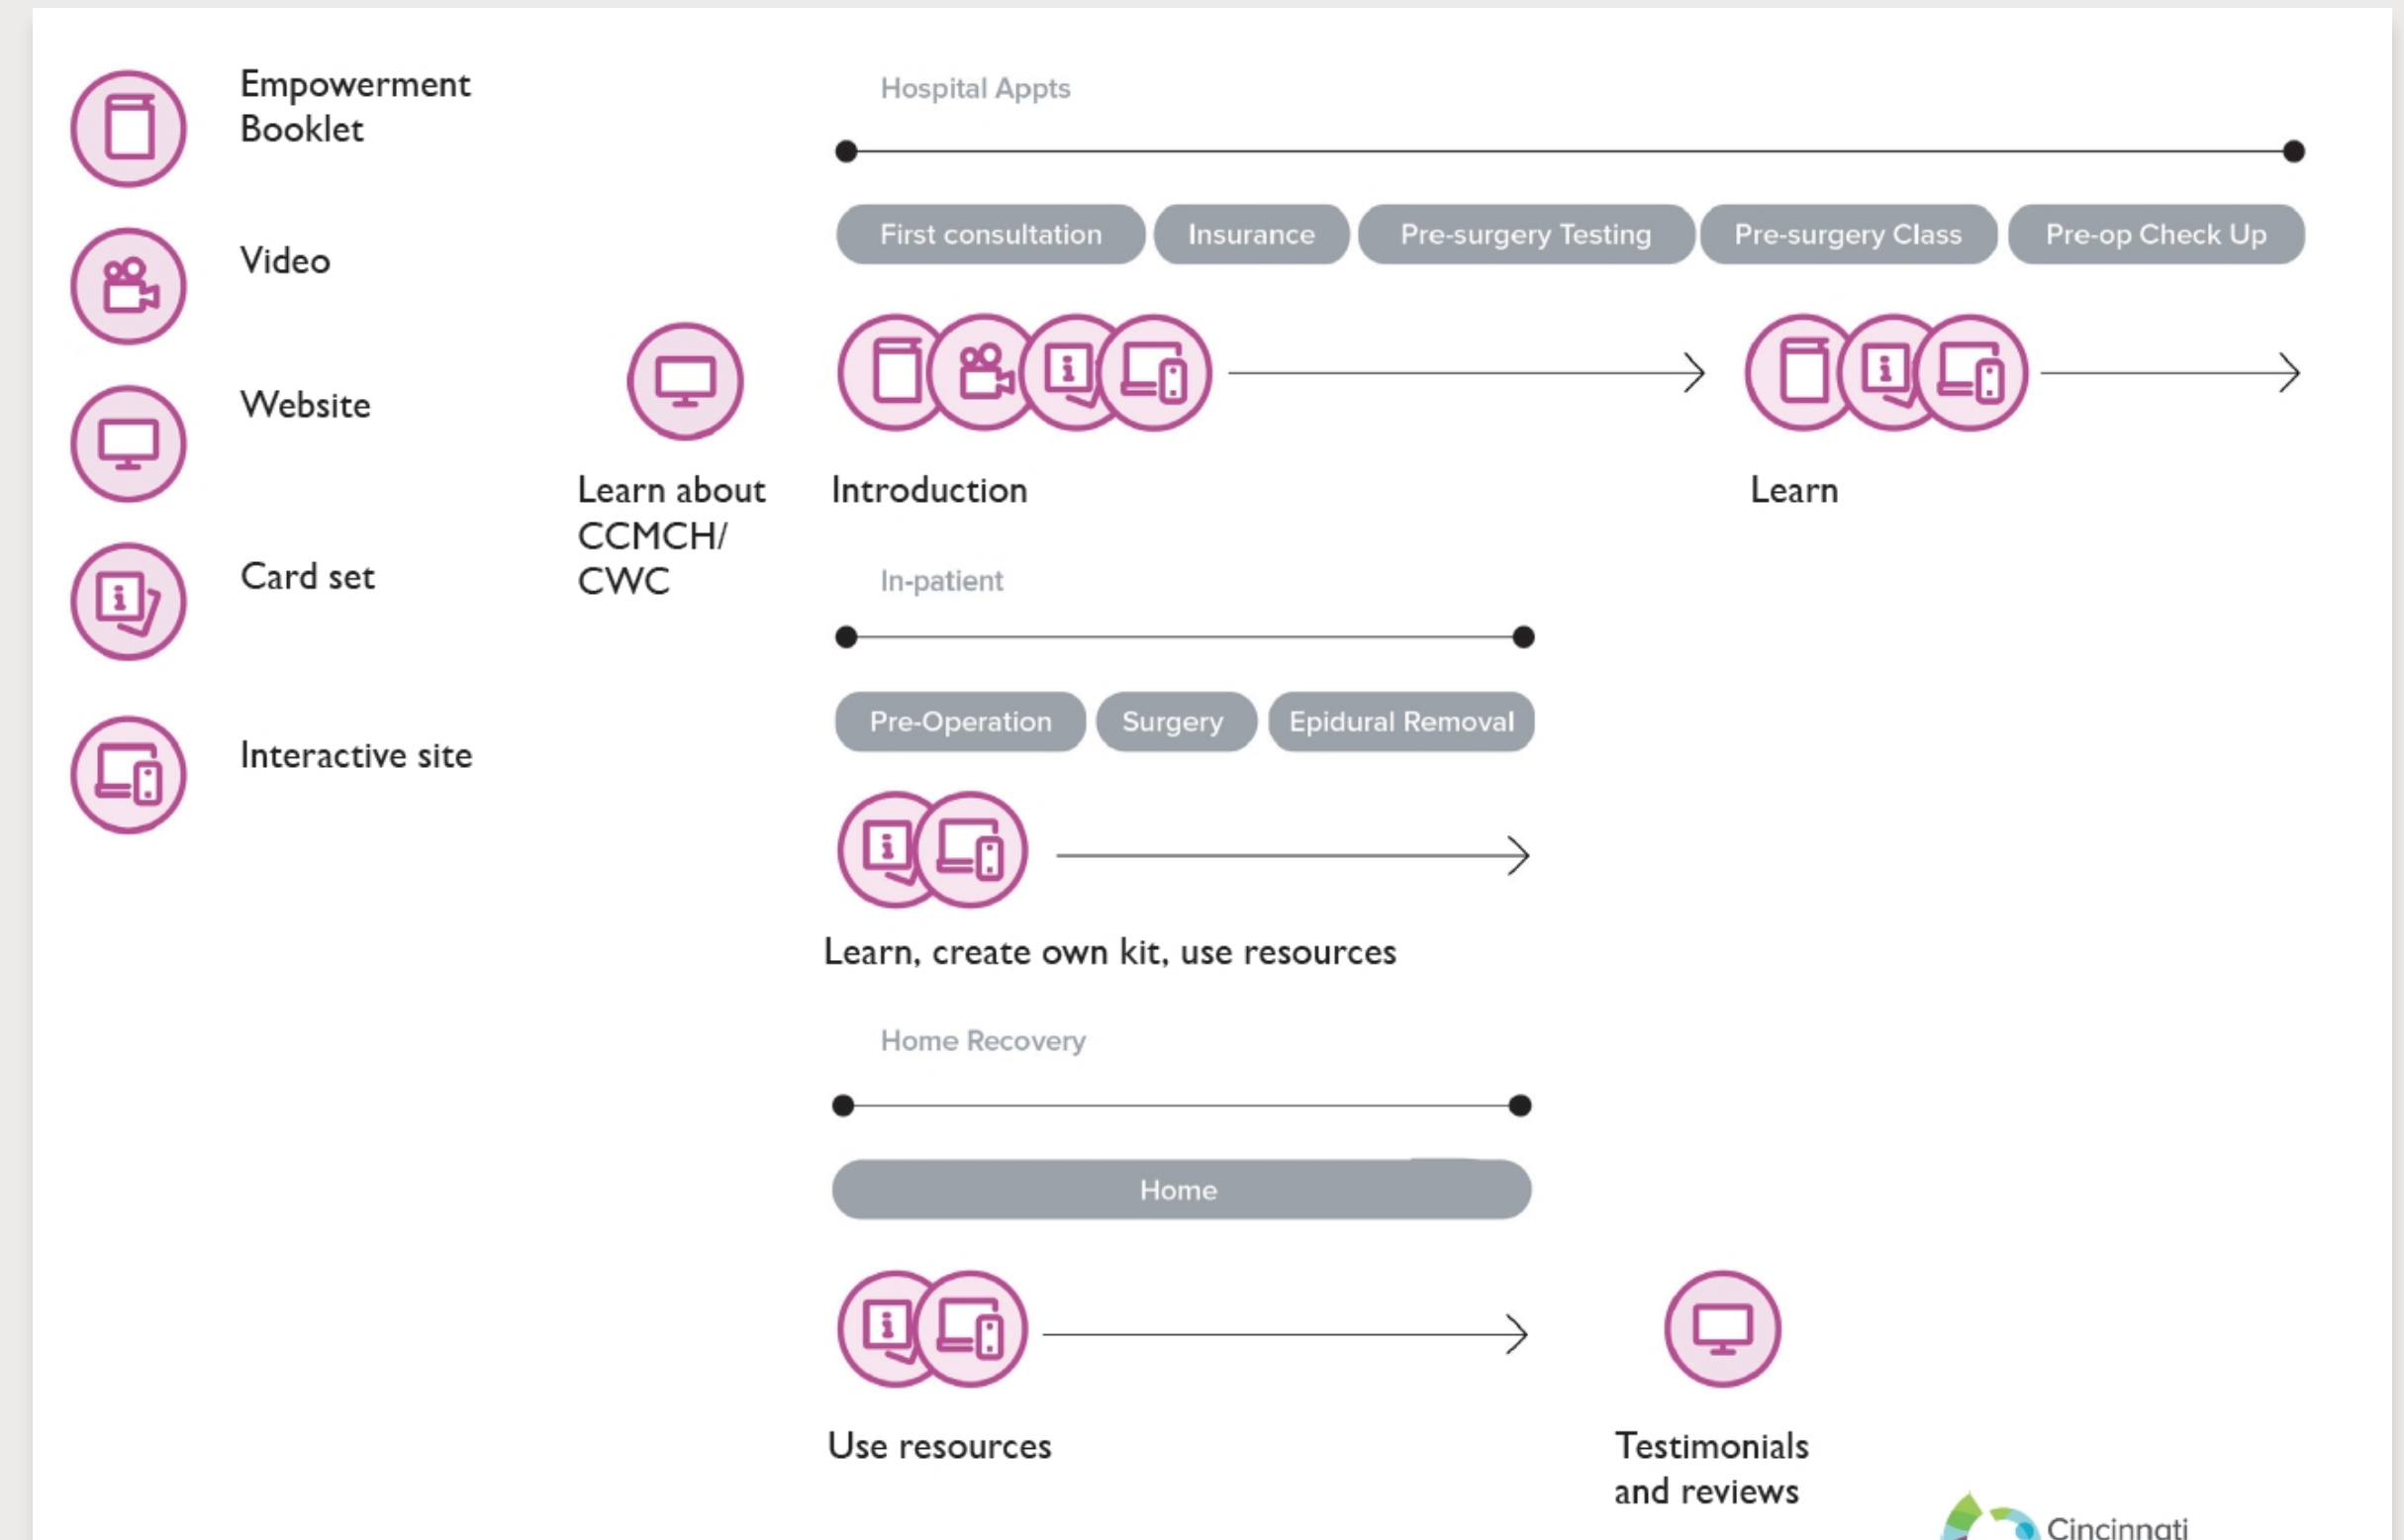 Empowerment
Booklet
Video
Website
Card set
Interactive site
Learn about
CCMCH/
CWC
Hospital Appts
First consultation
Insurance
Pre-surgery Testing
Pre-surgery Class
Pre-op Check Up
Introduction
Learn
In-patient
Pre-Operation
Surgery
Epidural Removal
Learn, create own kit, use resources
Home Recovery
Home
Use resources
Testimonials
and reviews
Cincinnati